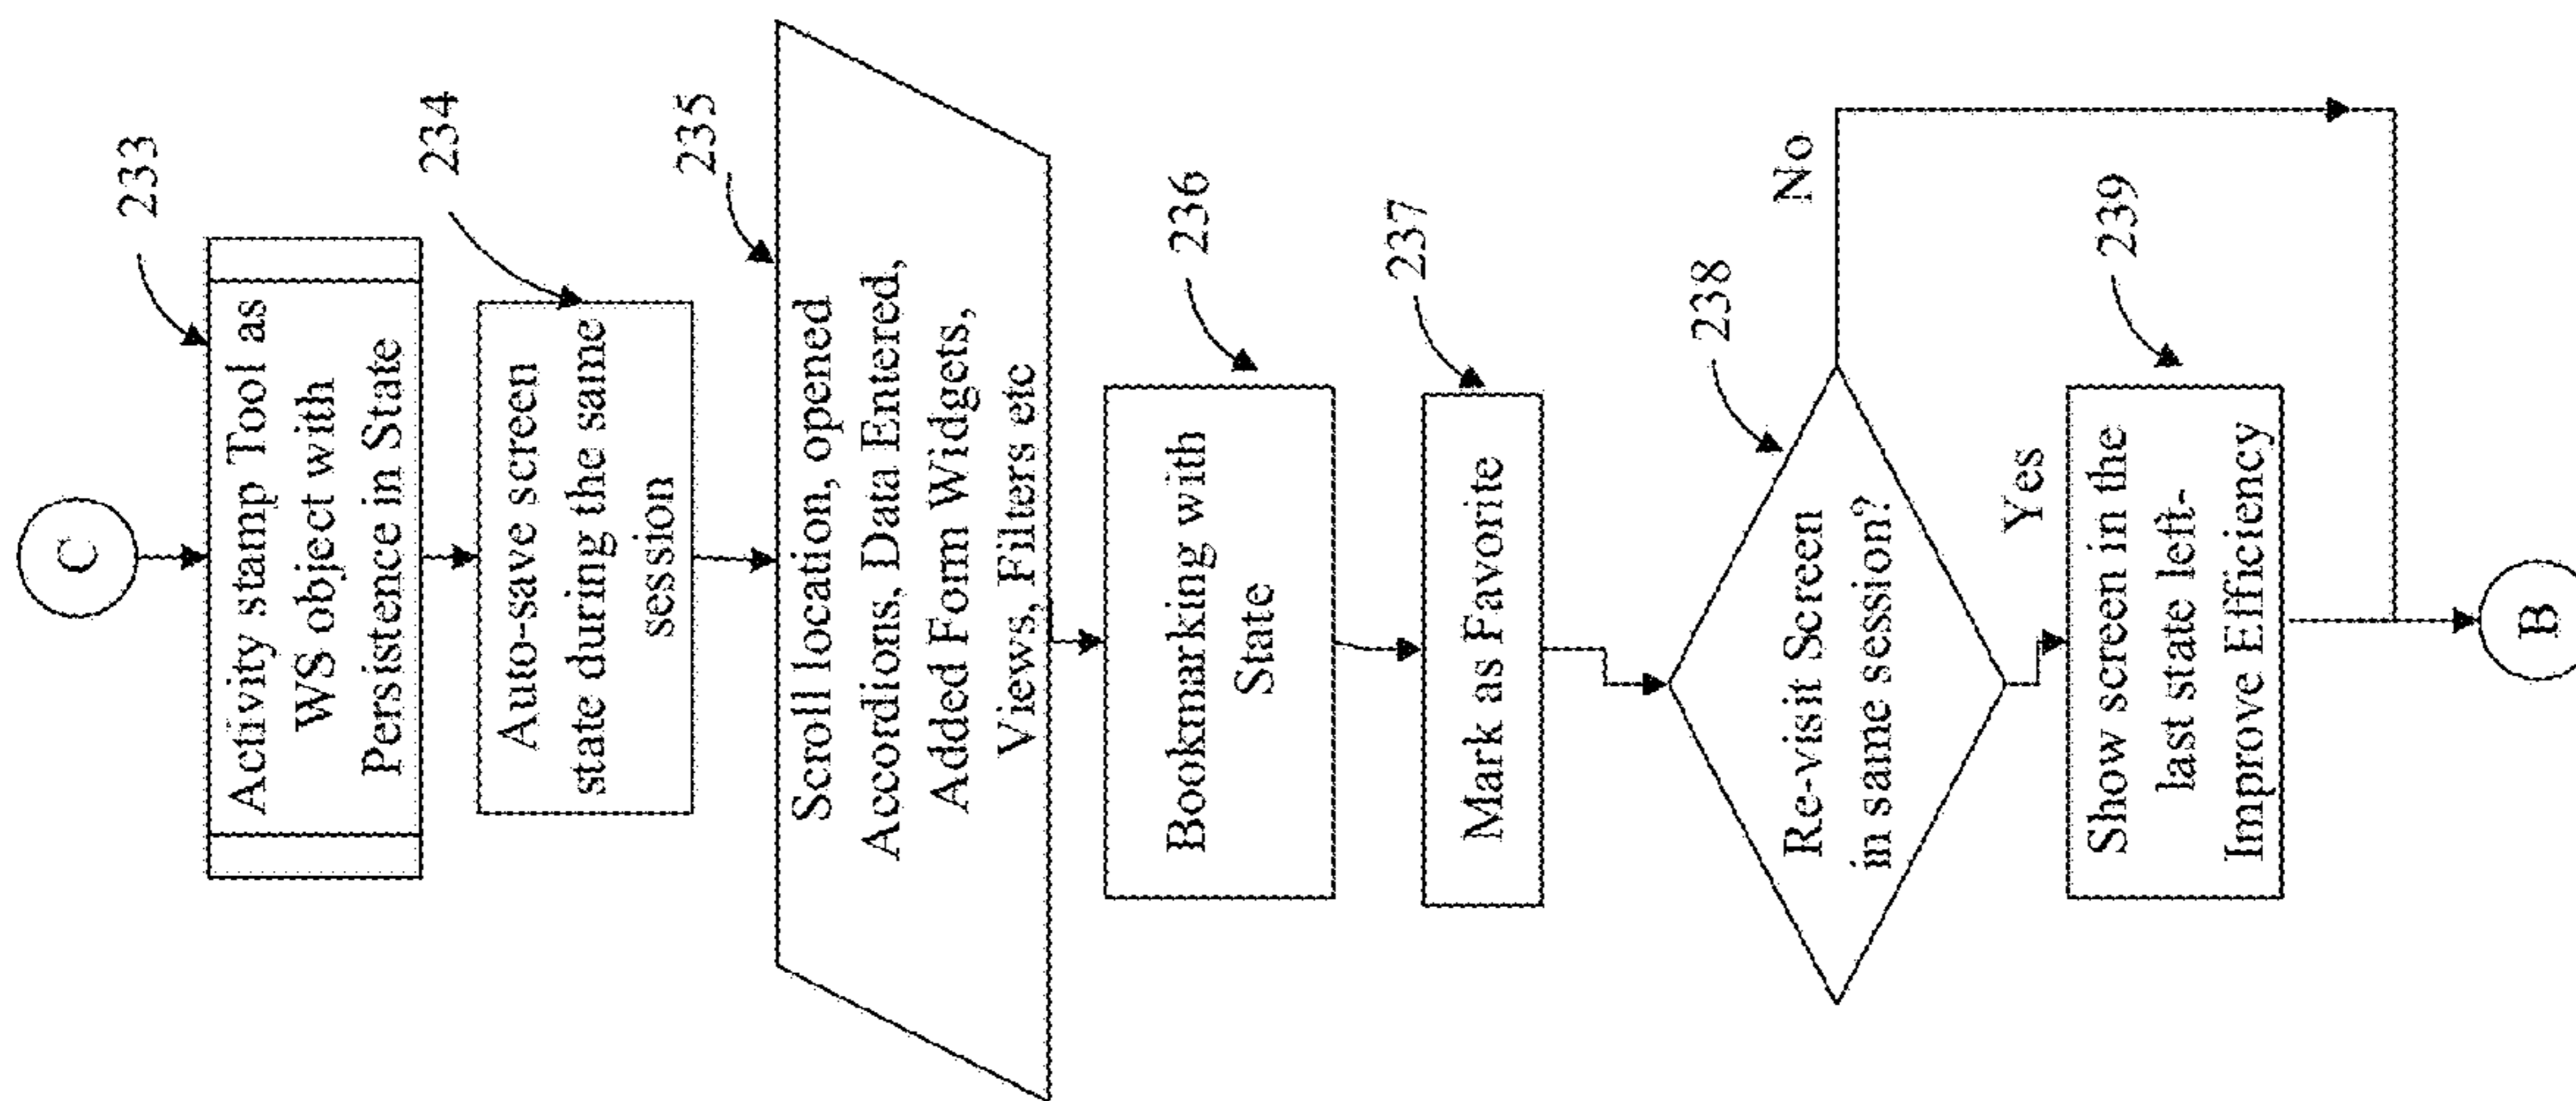 C
233
Activity stamp Tool as
WS object with
Persistence in State
234
Auto-save screen
state during the same
session
235
Scroll location, opened
Accordions, Data Entered,
Added Form Widgets,
Views, Filters etc
236
Bookmarking with
State
237
Mark as Favorite
238
Re-visit Screen
in same session?
No
Yes
239
Show screen in the
last state left-
Improve Efficiency
B